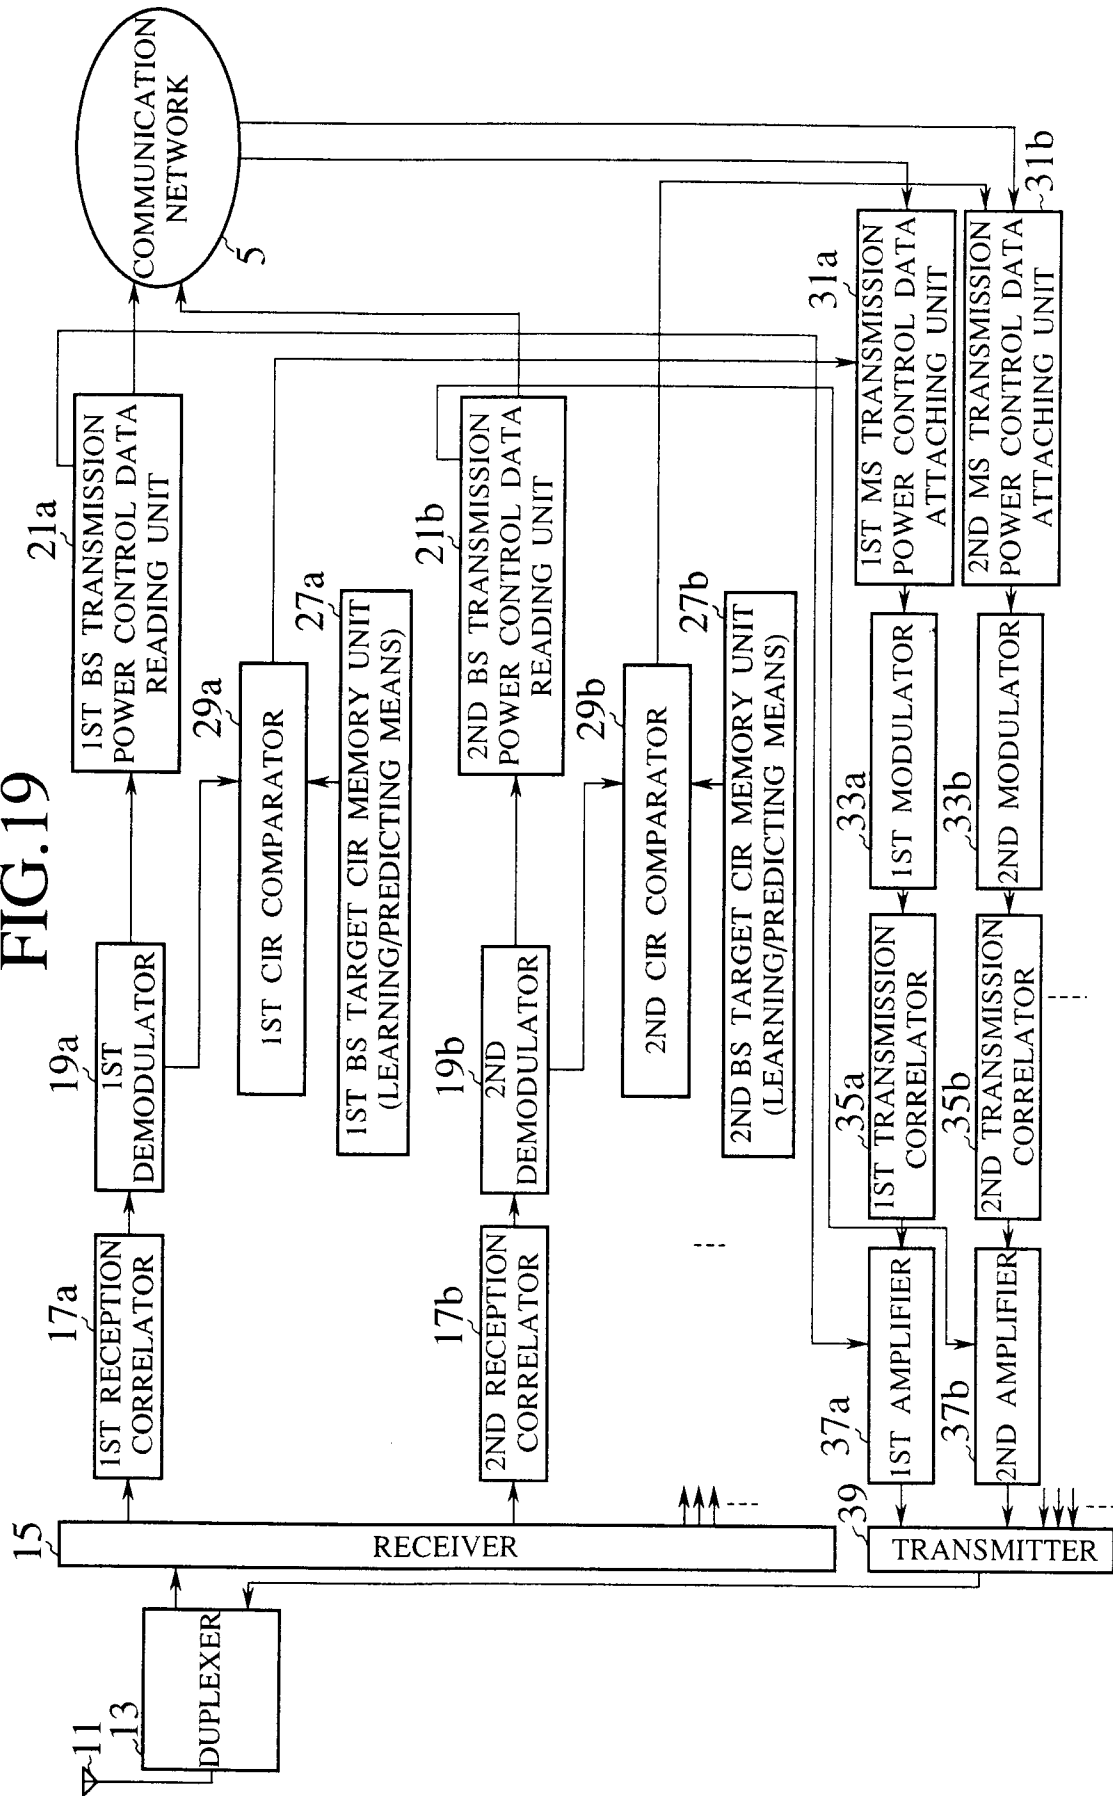 FIG.19
11
13
DUPLEXER
15
RECEIVER
17a
1ST RECEPTION
CORRELATOR
19a
1ST
DEMODULATOR
21a
1ST BS TRANSMISSION
POWER CONTROL DATA
READING UNIT
COMMUNICATION
NETWORK
5
29a
1ST CIR COMPARATOR
27a
1ST BS TARGET CIR MEMORY UNIT
(LEARNING/PREDICTING MEANS)
17b
2ND RECEPTION
CORRELATOR
19b
2ND
DEMODULATOR
21b
2ND BS TRANSMISSION
POWER CONTROL DATA
READING UNIT
29b
2ND CIR COMPARATOR
27b
2ND BS TARGET CIR MEMORY UNIT
(LEARNING/PREDICTING MEANS)
39
TRANSMITTER
37a
1ST AMPLIFIER
35a
1ST TRANSMISSION
CORRELATOR
33a
1ST MODULATOR
31a
1ST MS TRANSMISSION
POWER CONTROL DATA
ATTACHING UNIT
37b
2ND AMPLIFIER
35b
2ND TRANSMISSION
CORRELATOR
33b
2ND MODULATOR
31b
2ND MS TRANSMISSION
POWER CONTROL DATA
ATTACHING UNIT